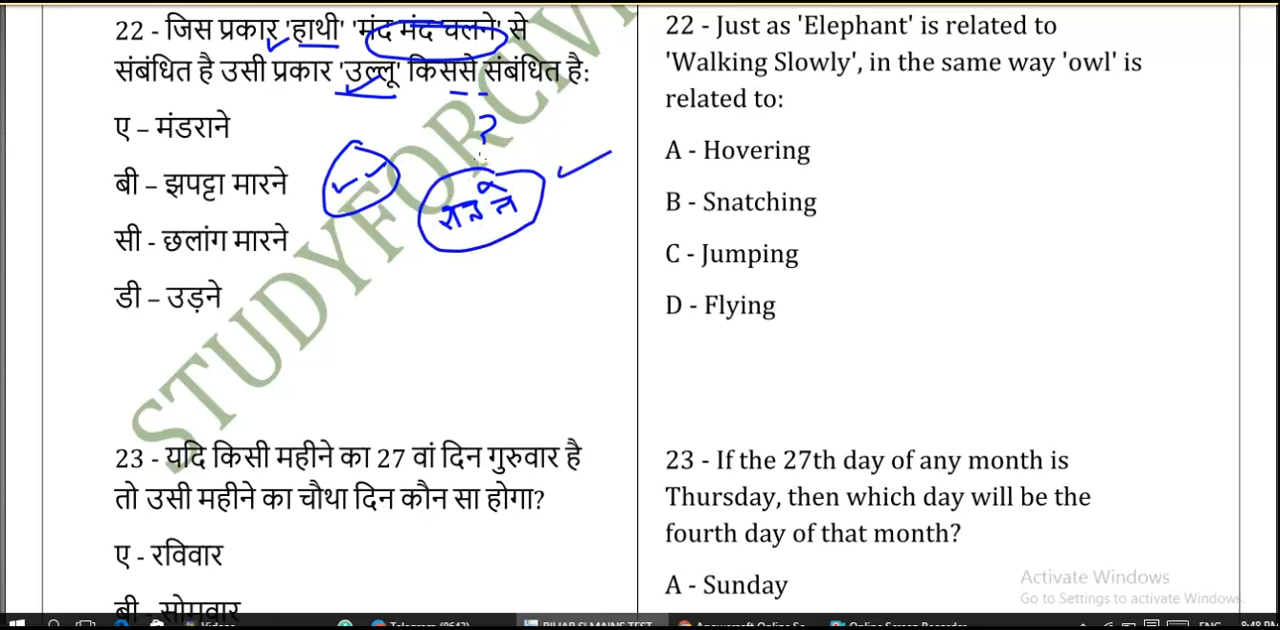 22 - जिस प्रकार 'हाथी' 'मंद मंद चलने' से
संबंधित है उसी प्रकार 'उल्लू' किससे संबंधित है:
?
ए – मंडराने
बी – झपट्टा मारने
सी - छलांग मारने
डी – उड़ने
STUDYFORCIV
23 - यदि किसी महीने का 27 वां दिन गुरुवार है
तो उसी महीने का चौथा दिन कौन सा होगा?
ए - रविवार
बी - सोमवार
22 - Just as 'Elephant' is related to
'Walking Slowly', in the same way 'owl' is
related to:
A - Hovering
B - Snatching
C - Jumping
D - Flying
23 - If the 27th day of any month is
Thursday, then which day will be the
fourth day of that month?
A - Sunday
Activate Windows
Go to Settings to activate Windows.